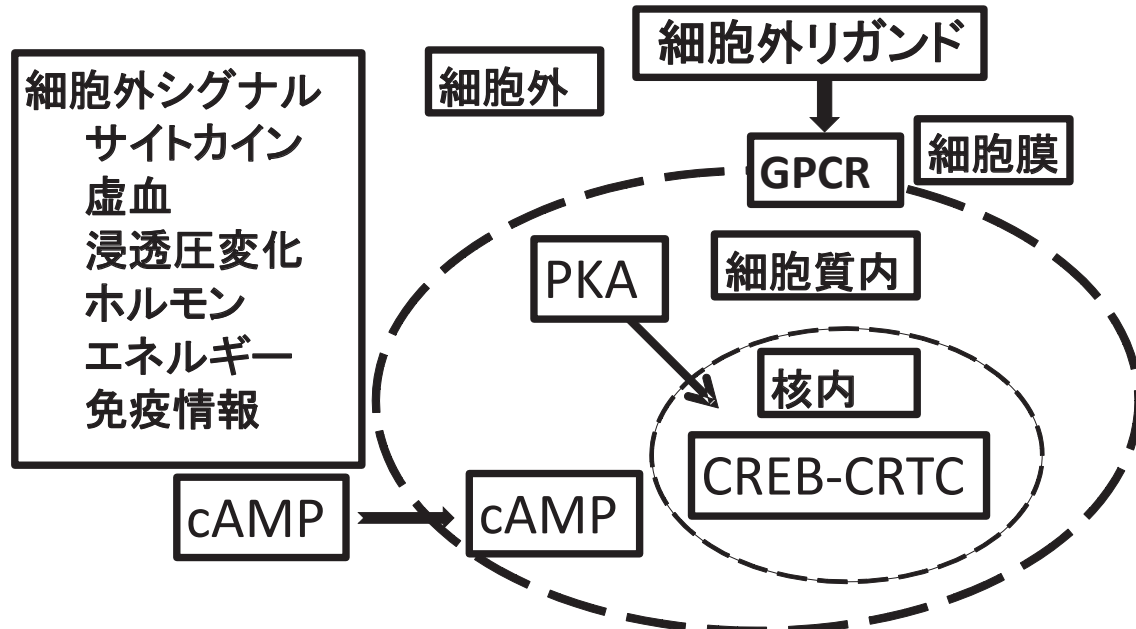 細胞外シグナル
サイトカイン
虚血
浸透圧変化
ホルモン
エネルギー
免疫情報
細胞外
細胞外リガンド
GPCR
細胞膜
PKA
細胞質内
核内
CREB-CRTC
cAMP
cAMP